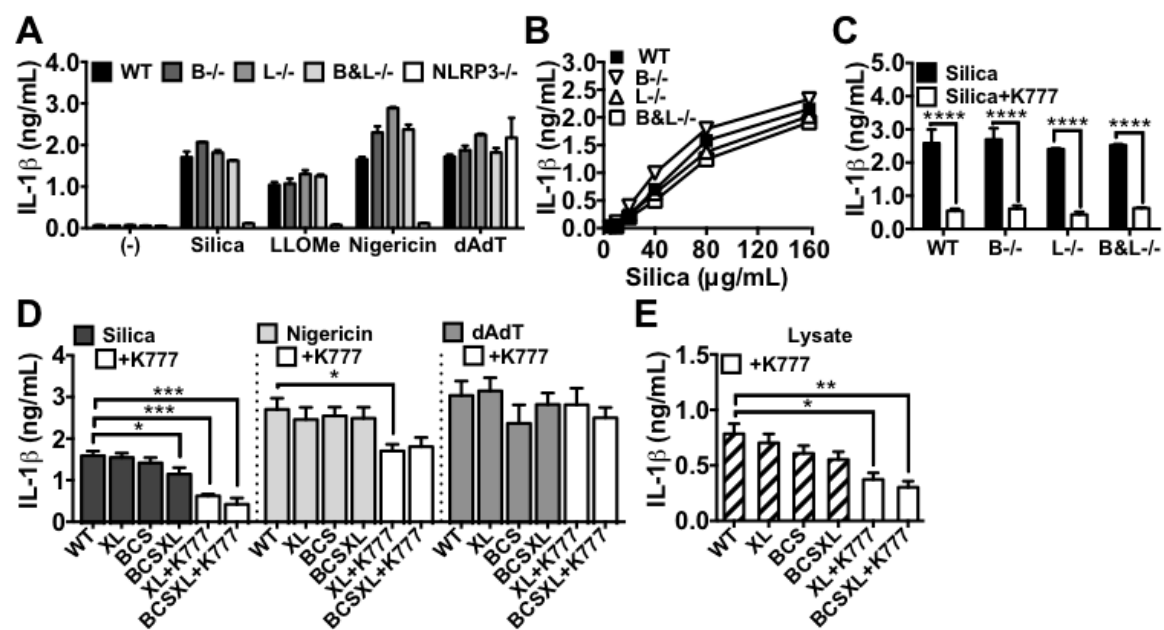 A
IL-1β (ng/mL)
4.0
3.0
2.0
1.0
0.0
WT B-/- L-/- B&L-/- NLRP3-/-
(-) Silica LLOMe Nigericin dAdT
B
IL-1β (ng/mL)
3.0
2.5
2.0
1.5
1.0
0.5
0.0
WT
B-/-
L-/-
B&L-/-
0 40 80 120 160
Silica (µg/mL)
C
IL-1β (ng/mL)
5.0
4.0
3.0
2.0
1.0
0.0
Silica
Silica+K777
**** **** **** ****
WT B-/- L-/- B&L-/-
D
IL-1β (ng/mL)
4
3
2
1
0
Silica
+K777
***
***
*
WT XL BCS BCSXL XL+K777 BCSXL+K777
Nigericin
+K777
*
WT XL BCS BCSXL XL+K777 BCSXL+K777
dAdT
+K777
WT XL BCS BCSXL XL+K777 BCSXL+K777
E
Lysate
IL-1β (ng/mL)
1.5
1.0
0.5
0.0
+K777
**
*
WT XL BCS BCSXL XL+K777 BCSXL+K777